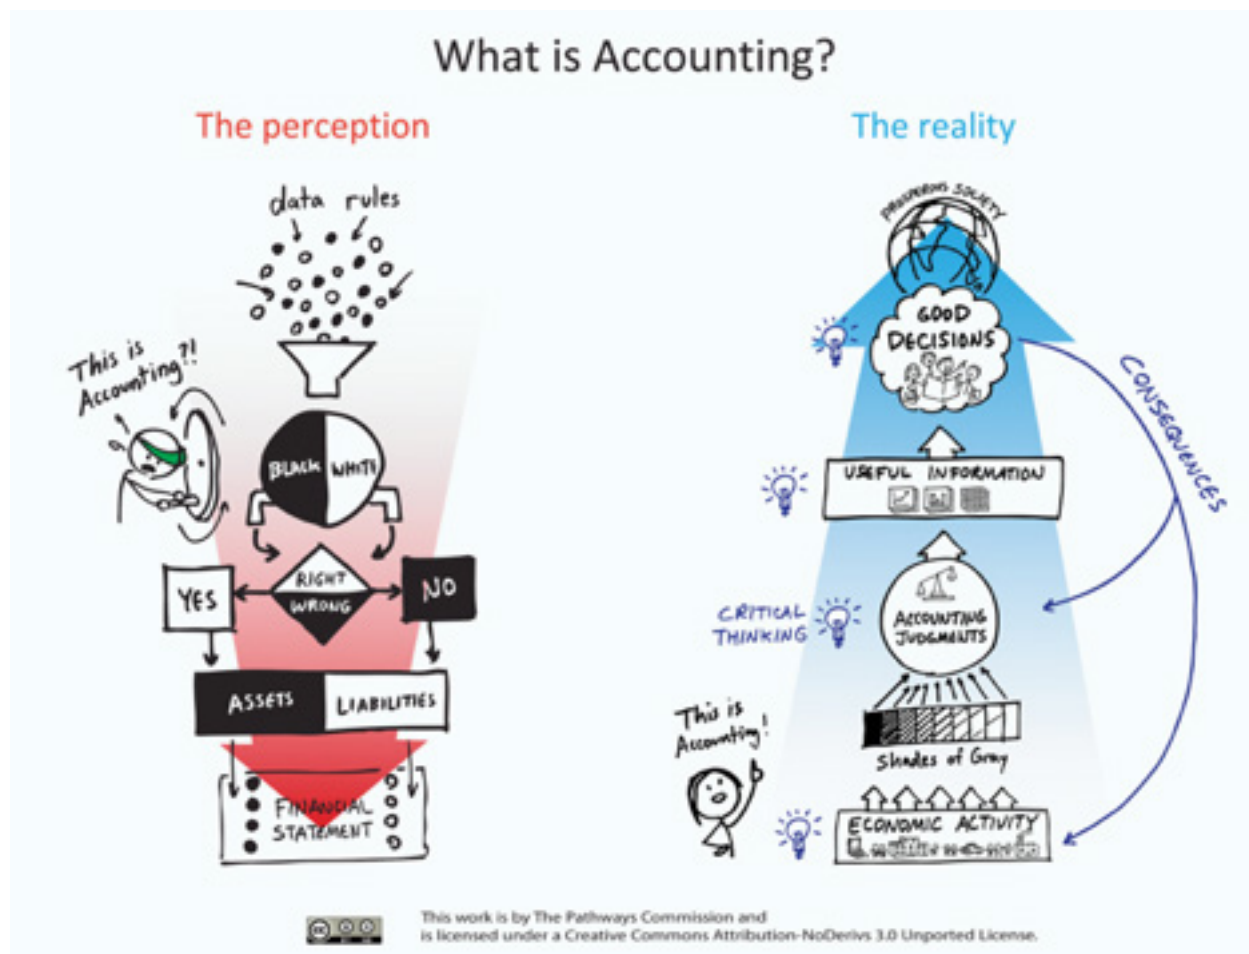 What is Accounting?
The perception
data rules
This is
Accounting?!
BLACK WHITE
RIGHT
WRONG
YES
NO
ASSETS LIABILITIES
FINANCIAL
STATEMENT
The reality
PROSPEROUS SOCIETY
GOOD
DECISIONS
CONSEQUENCES
USEFUL INFORMATION
CRITICAL
THINKING
ACCOUNTING
JUDGMENTS
This is
Accounting!
Shades of Gray
ECONOMIC ACTIVITY
This work is by The Pathways Commission and
is licensed under a Creative Commons Attribution-NoDerivs 3.0 Unported License.